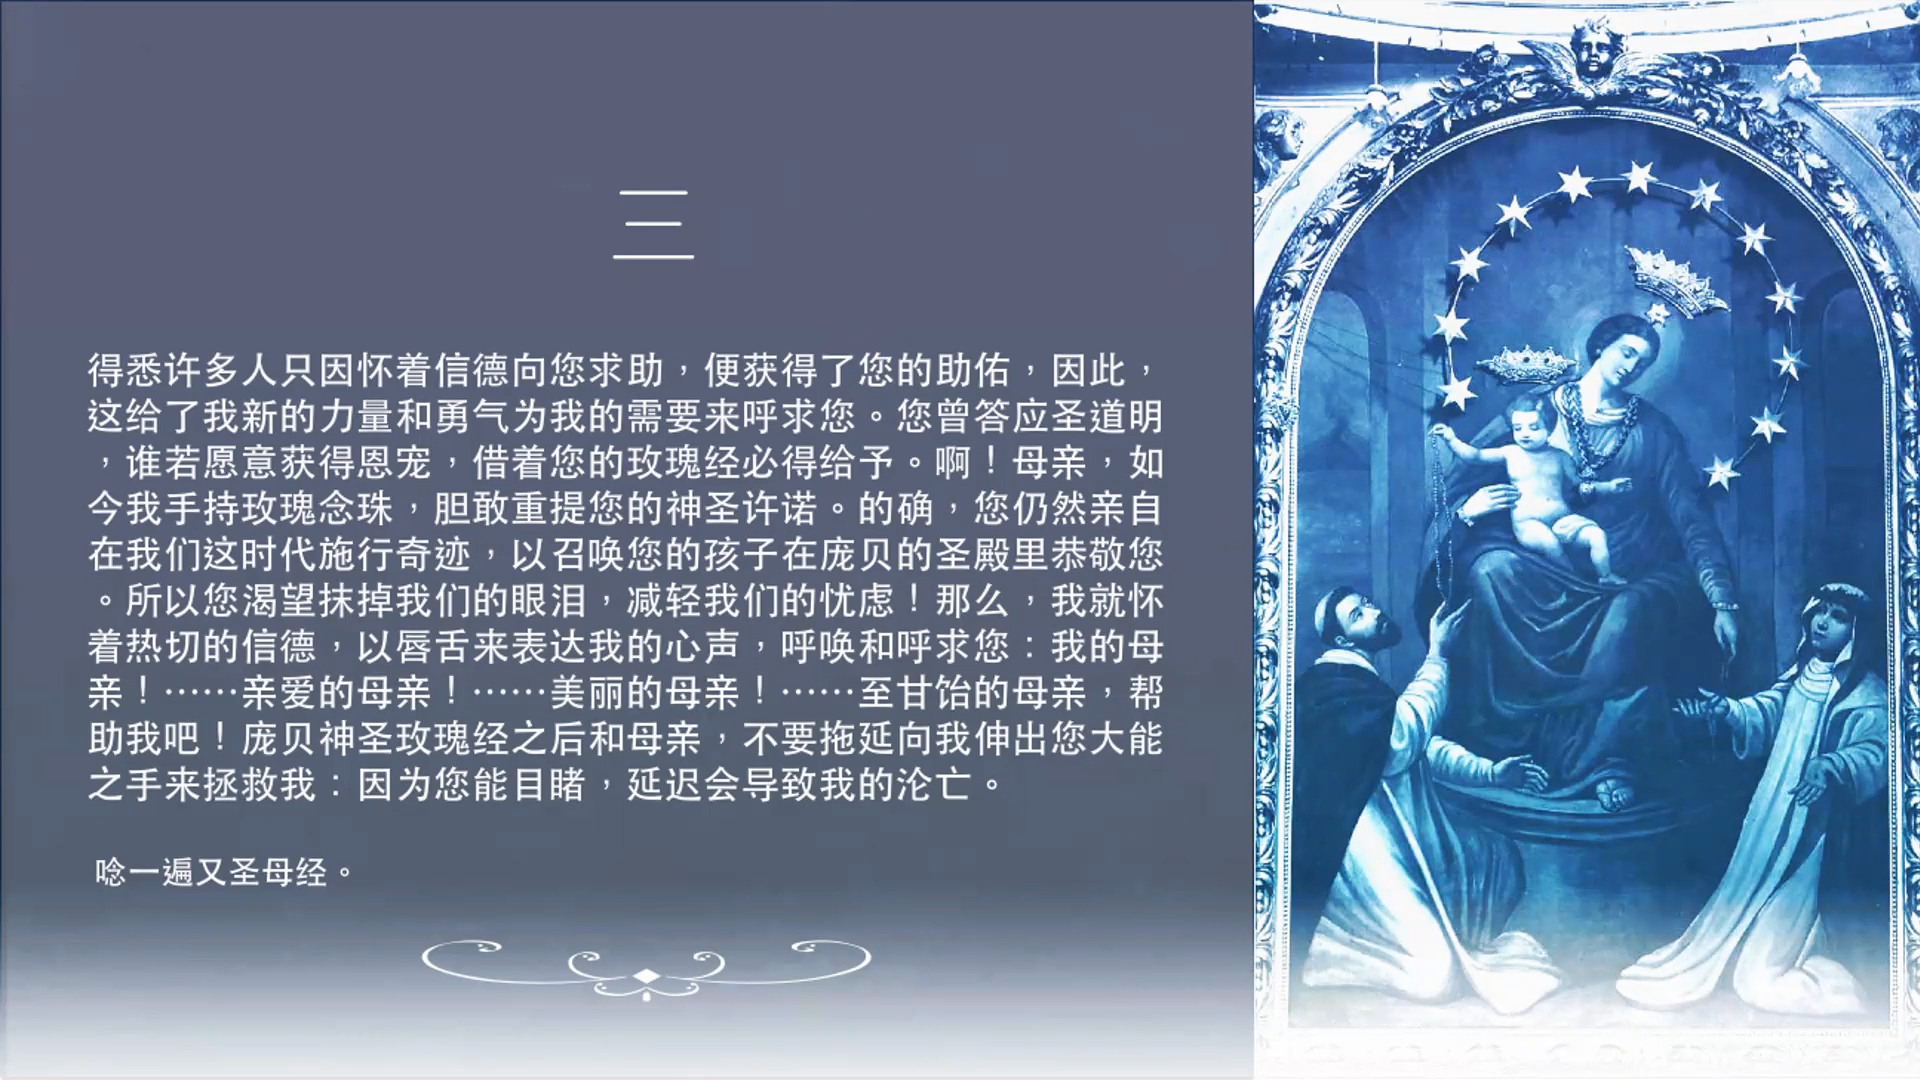 三
得悉许多人只因怀着信德向您求助，便获得了您的助佑，因此，
这给了我新的力量和勇气为我的需要来呼求您。您曾答应圣道明
，谁若愿意获得恩宠，借着您的玫瑰经必得给予。啊！母亲，如
今我手持玫瑰念珠，胆敢重提您的神圣许诺。的确，您仍然亲自
在我们这时代施行奇迹，以召唤您的孩子在庞贝的圣殿里恭敬您
。所以您渴望抹掉我们的眼泪，减轻我们的忧虑！那么，我就怀
着热切的信德，以唇舌来表达我的心声，呼唤和呼求您：我的母
亲！……亲爱的母亲！……美丽的母亲！……至甘饴的母亲，帮
助我吧！庞贝神圣玫瑰经之后和母亲，不要拖延向我伸出您大能
之手来拯救我：因为您能目睹，延迟会导致我的沦亡。
唸一遍又圣母经。